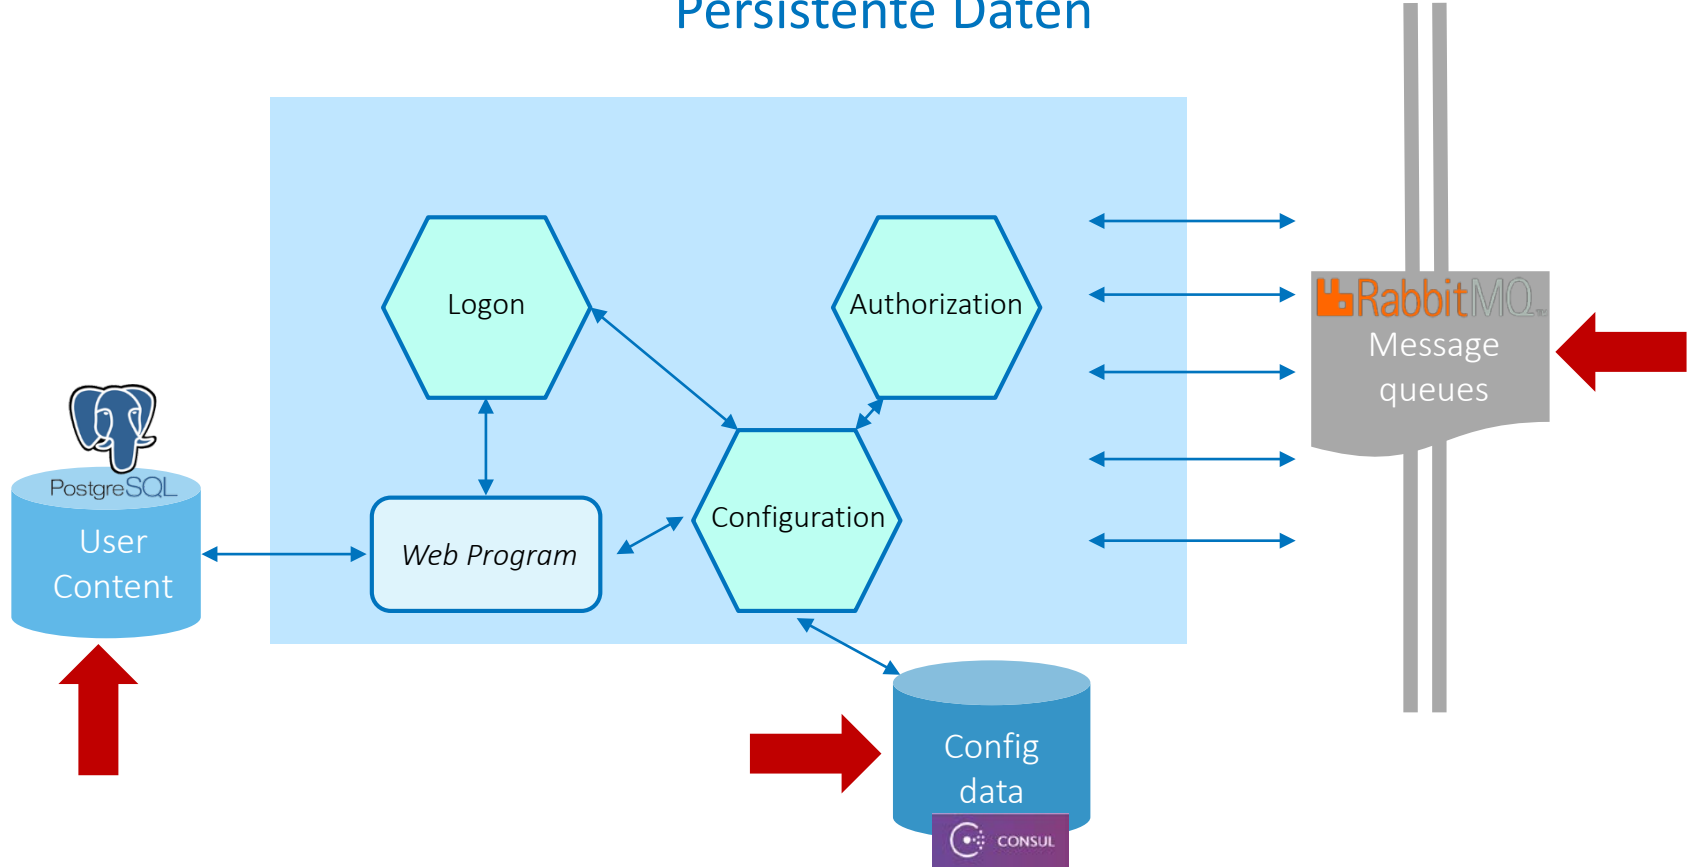 Persistente Daten
Logon
Authorization
RabbitMQ
Message
queues
PostgreSQL
User
Content
Web Program
Configuration
Config
data
CONSUL